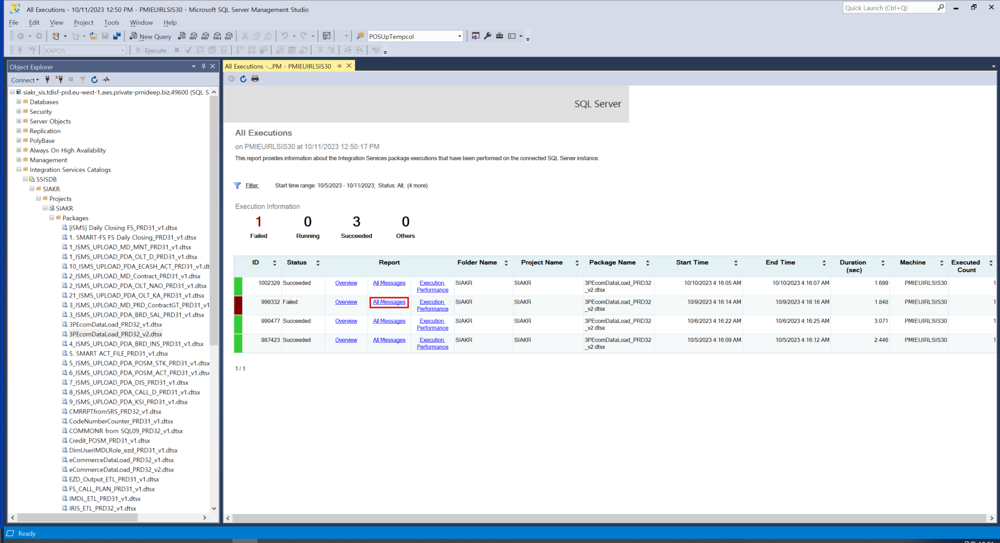 All Executions - 10/11/2023 12:50 PM - PMIEUIRLSIS30 - Microsoft SQL Server Management Studio
Quick Launch (Ctrl+Q)
File Edit View Project Tools Window Help
New Query MDX DMX XMLA DAX POSUpTempcol
KAPOS Execute
Object Explorer
All Executions -...PM - PMIEUIRLSIS30
Connect
siakr_sis.tdisf-prd.eu-west-1.aws.private-pmideep.biz,49600 (SQL S
Databases
Security
Server Objects
Replication
PolyBase
Always On High Availability
Management
Integration Services Catalogs
SSISDB
SIAKR
Projects
SIAKR
Packages
[iSMS] Daily Closing FS_PRD31_v1.dtsx
1. SMART-FS FS Daily Closing_PRD31_v1.dtsx
1_ISMS_UPLOAD_MD_MNT_PRD31_v1.dtsx
1_ISMS_UPLOAD_PDA_OLT_D_PRD31_v1.dtsx
10_ISMS_UPLOAD_PDA_ECASH_ACT_PRD31_v1.dt
2_ISMS_UPLOAD_MD_Contract_PRD31_v1.dtsx
2_ISMS_UPLOAD_PDA_OLT_NAO_PRD31_v1.dtsx
21_ISMS_UPLOAD_PDA_OLT_KA_PRD31_v1.dtsx
3_ISMS_UPLOAD_MD_PRD_ContractGT_PRD31_v1
3_ISMS_UPLOAD_PDA_BRD_SAL_PRD31_v1.dtsx
3PEcomDataLoad_PRD32_v1.dtsx
3PEcomDataLoad_PRD32_v2.dtsx
4_ISMS_UPLOAD_PDA_BRD_INS_PRD31_v1.dtsx
5. SMART ACT_FILE_PRD31_v1.dtsx
5_ISMS_UPLOAD_PDA_POSM_STK_PRD31_v1.dtsx
6_ISMS_UPLOAD_PDA_POSM_ACT_PRD31_v1.dtsx
7_ISMS_UPLOAD_PDA_DIS_PRD31_v1.dtsx
8_ISMS_UPLOAD_PDA_CALL_D_PRD31_v1.dtsx
9_ISMS_UPLOAD_PDA_KSI_PRD31_v1.dtsx
CMRRPTfromSRS_PRD32_v1.dtsx
CodeNumberCounter_PRD31_v1.dtsx
COMMONR from SQL09_PRD32_v1.dtsx
Credit_POSM_PRD31_v1.dtsx
DimUserIMDLRole_ezd_PRD31_v1.dtsx
eCommerceDataLoad_PRD32_v1.dtsx
eCommerceDataLoad_PRD32_v2.dtsx
EZD_Output_ETL_PRD31_v1.dtsx
FS_CALL_PLAN_PRD31_v1.dtsx
IMDL_ETL_PRD31_v1.dtsx
IRIS_ETL_PRD32_v1.dtsx
SQL Server
All Executions
on PMIEUIRLSIS30 at 10/11/2023 12:50:17 PM
This report provides information about the Integration Services package executions that have been performed on the connected SQL Server instance.
Filter: Start time range: 10/5/2023 - 10/11/2023; Status: All; (4 more)
Execution Information
1 0 3 0
Failed Running Succeeded Others
ID Status Report Folder Name Project Name Package Name Start Time End Time Duration (sec) Machine Executed Count
1002329 Succeeded Overview All Messages Execution Performance SIAKR SIAKR 3PEcomDataLoad_PRD32_v2.dtsx 10/10/2023 4:16:05 AM 10/10/2023 4:16:07 AM 1.699 PMIEUIRLSIS30 1
999332 Failed Overview All Messages Execution Performance SIAKR SIAKR 3PEcomDataLoad_PRD32_v2.dtsx 10/9/2023 4:16:14 AM 10/9/2023 4:16:16 AM 1.848 PMIEUIRLSIS30 1
990477 Succeeded Overview All Messages Execution Performance SIAKR SIAKR 3PEcomDataLoad_PRD32_v2.dtsx 10/6/2023 4:16:22 AM 10/6/2023 4:16:25 AM 3.071 PMIEUIRLSIS30 1
987423 Succeeded Overview All Messages Execution Performance SIAKR SIAKR 3PEcomDataLoad_PRD32_v2.dtsx 10/5/2023 4:16:09 AM 10/5/2023 4:16:12 AM 2.446 PMIEUIRLSIS30 1
1 / 1
Ready